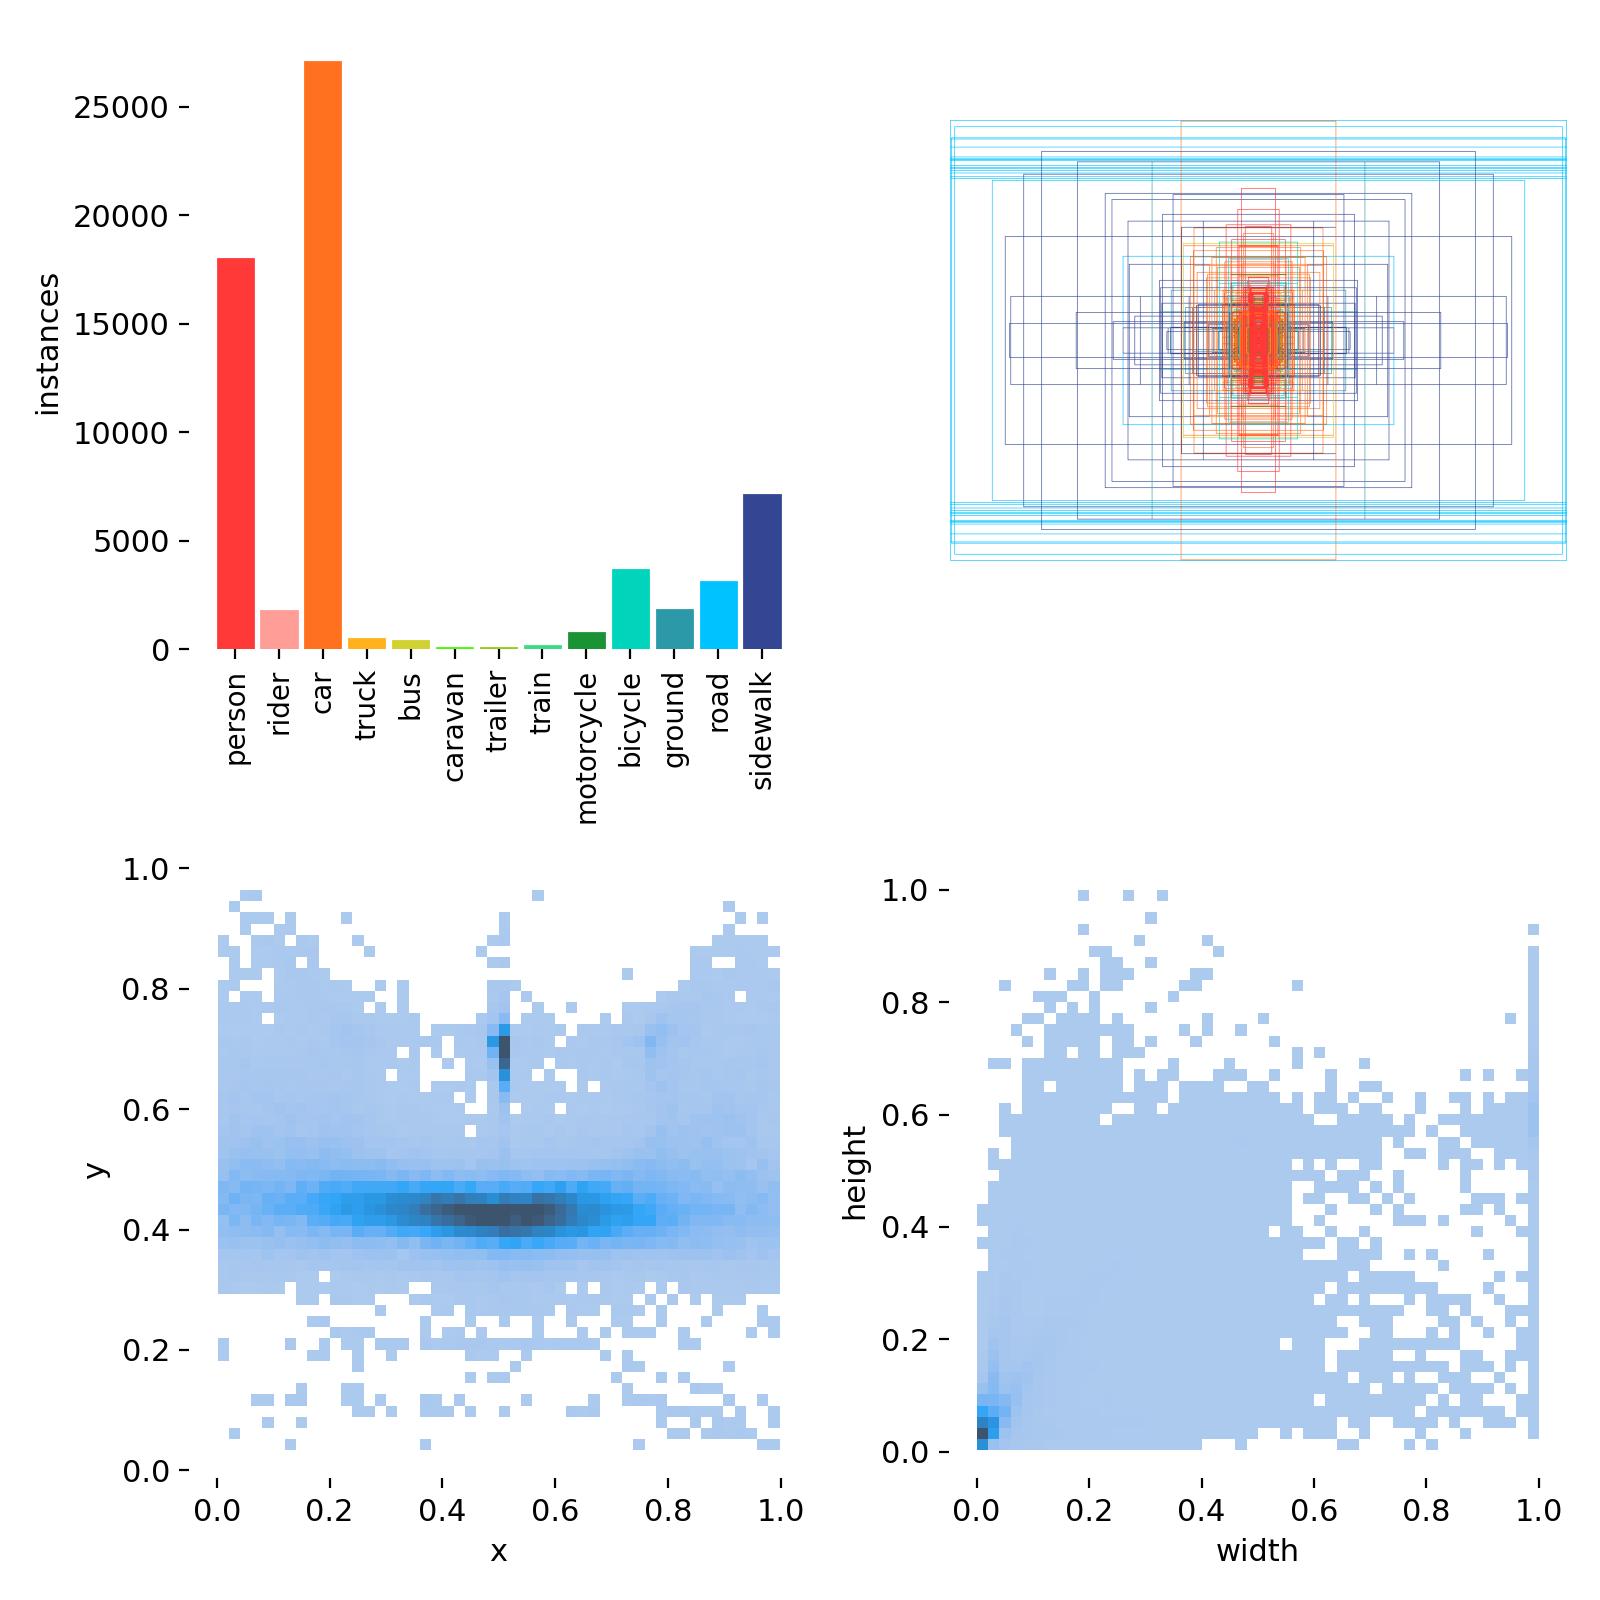 25000
20000
15000
10000
5000
0
instances
person
rider
car
truck
bus
caravan
trailer
train
motorcycle
bicycle
ground
road
sidewalk
1.0
0.8
0.6
0.4
0.2
0.0
y
0.0 0.2 0.4 0.6 0.8 1.0
x
1.0
0.8
0.6
0.4
0.2
0.0
height
0.0 0.2 0.4 0.6 0.8 1.0
width